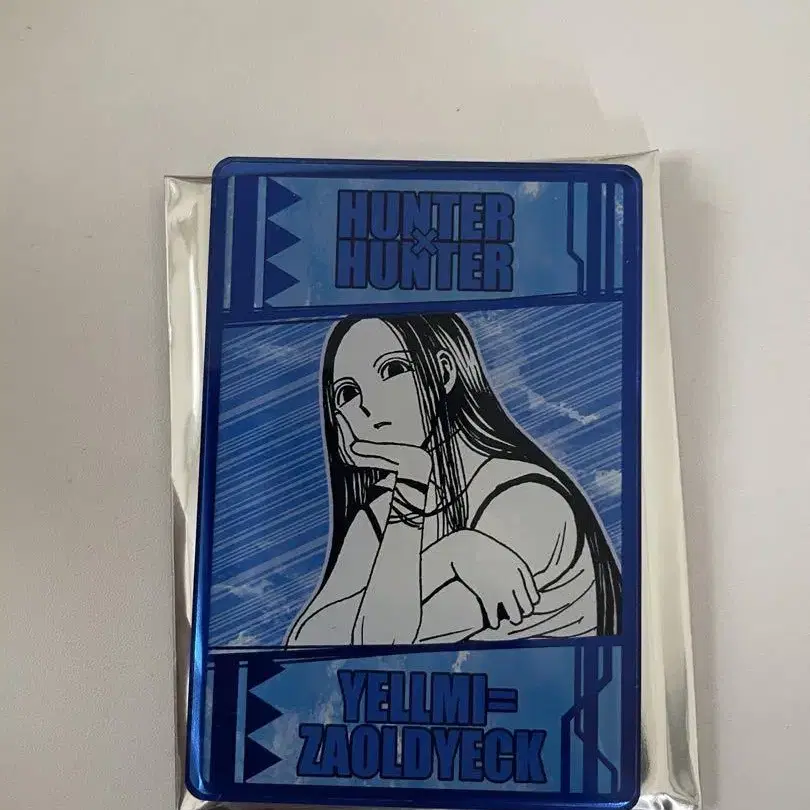 HUNTER
×
HUNTER
YELLMI=
ZAOLDYECK